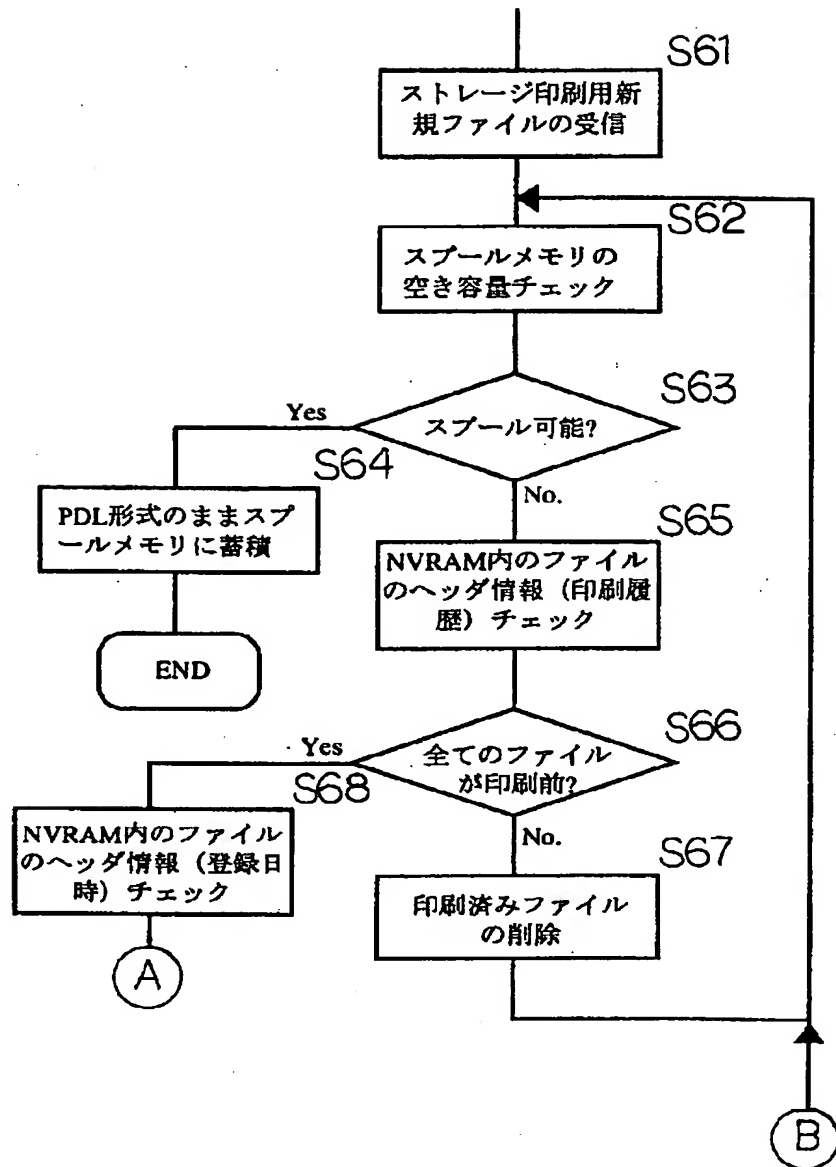 S61
ストレージ印刷用新
規ファイルの受信
S62
スプールメモリの
空き容量チェック
S63
スプール可能?
Yes
S64
PDL形式のままスプ
ールメモリに蓄積
END
No.
S65
NVRAM内のファイル
のヘッダ情報（印刷履
歴）チェック
S66
全てのファイル
が印刷前?
Yes
S68
NVRAM内のファイル
のヘッダ情報（登録日
時）チェック
A
No.
S67
印刷済みファイル
の削除
B